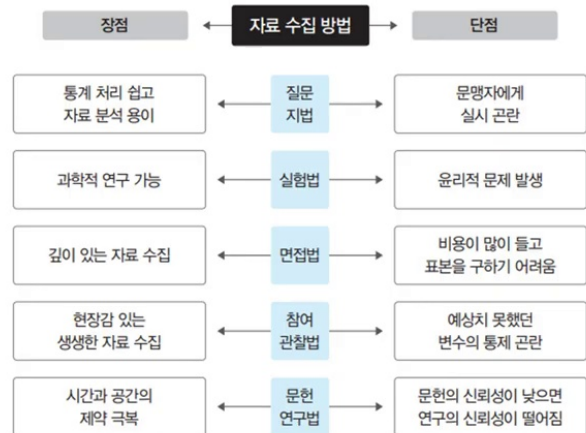 장점
자료 수집 방법
단점
통계 처리 쉽고
자료 분석 용이
질문
지법
문맹자에게
실시 곤란
과학적 연구 가능
실험법
윤리적 문제 발생
깊이 있는 자료 수집
면접법
비용이 많이 들고
표본을 구하기 어려움
현장감 있는
생생한 자료 수집
참여
관찰법
예상치 못했던
변수의 통제 곤란
시간과 공간의
제약 극복
문헌
연구법
문헌의 신뢰성이 낮으면
연구의 신뢰성이 떨어짐